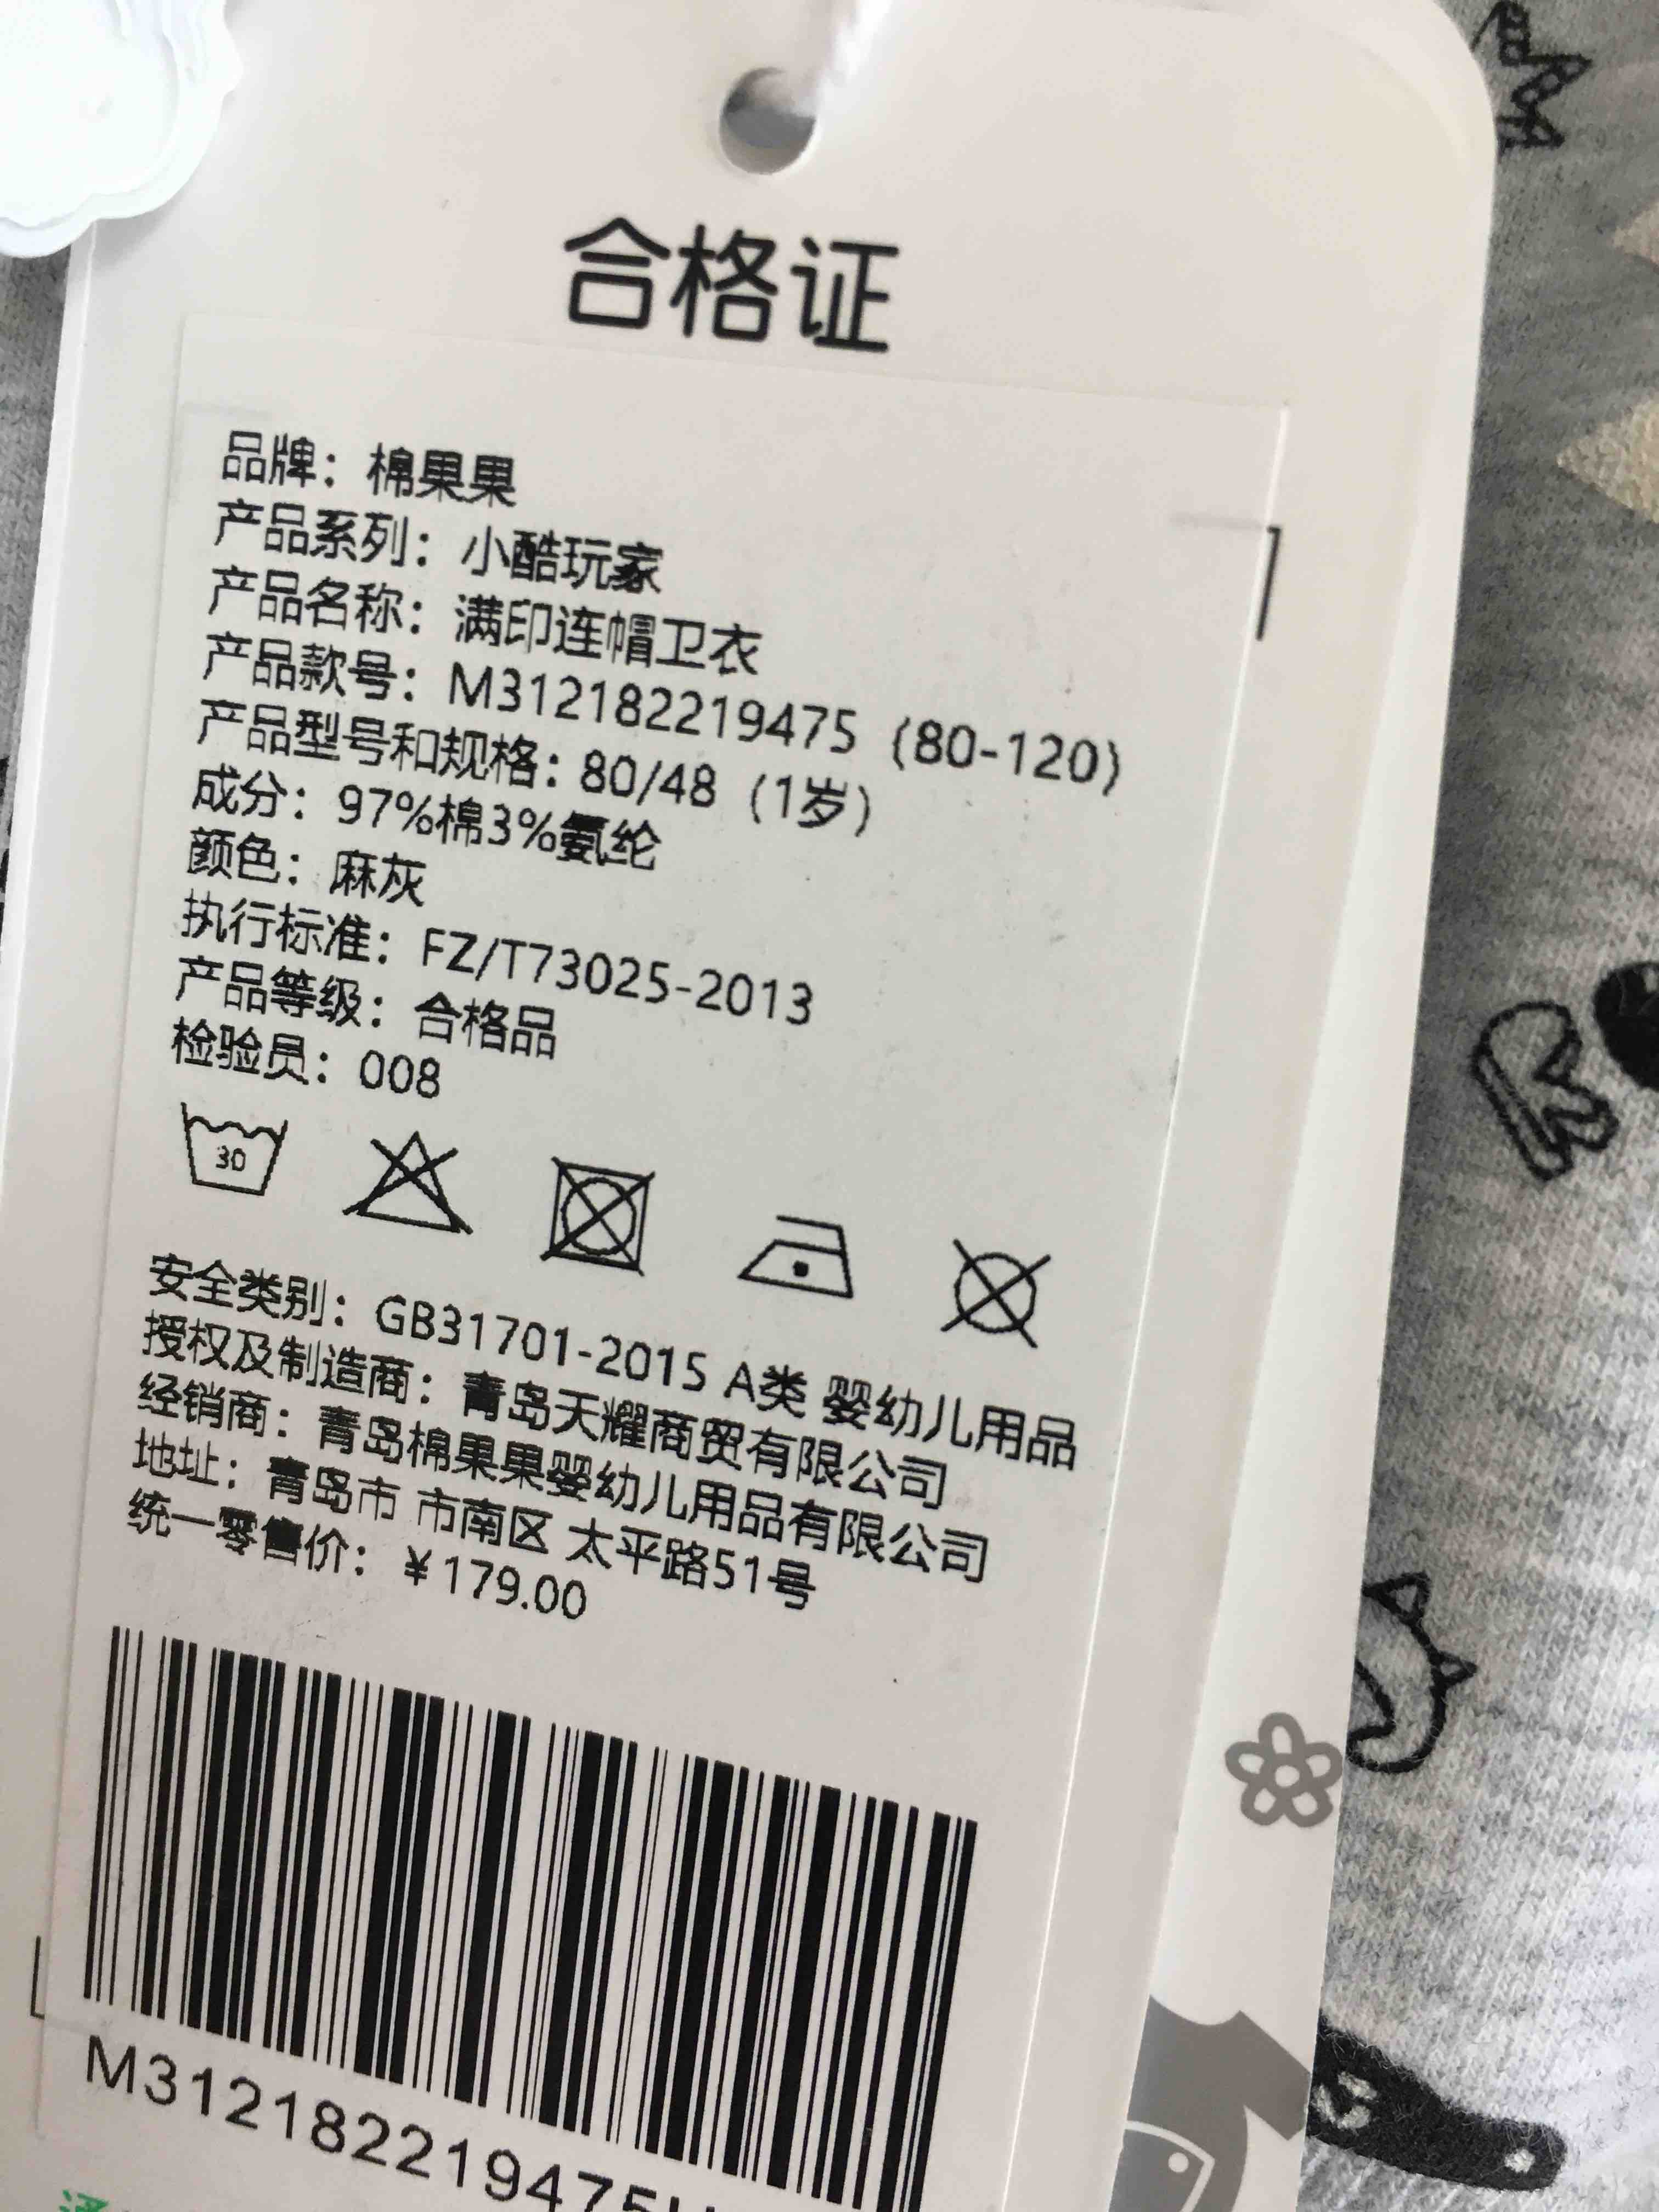 合格证
品牌：棉果果
产品系列：小酷玩家
产品名称：满印连帽卫衣
产品款号：M312182219475（80-120）
产品型号和规格：80/48（1岁）
成分：97%棉3%氨纶
颜色：麻灰
执行标准：FZ/T73025-2013
产品等级：合格品
检验员：008
30
安全类别：GB31701-2015 A类 婴幼儿用品
授权及制造商：青岛天耀商贸有限公司
经销商：青岛棉果果婴幼儿用品有限公司
地址：青岛市 市南区 太平路51号
统一零售价：￥179.00
M312182219475